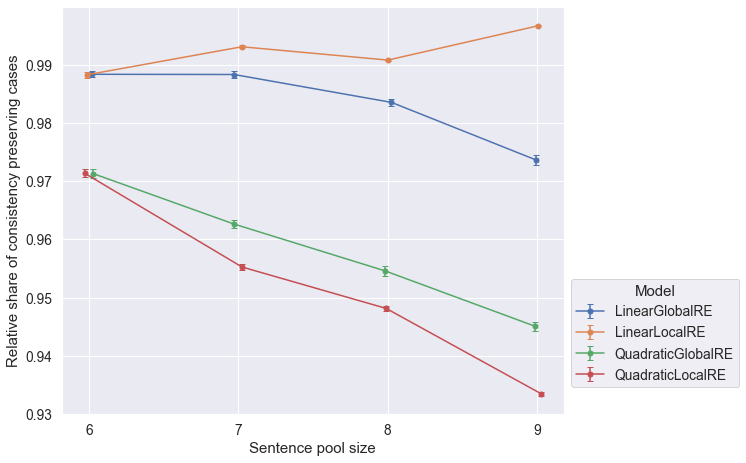 Relative share of consistency preserving cases
0.99
0.98
0.97
0.96
0.95
0.94
0.93
6 7 8 9
Sentence pool size
Model
LinearGlobalRE
LinearLocalRE
QuadraticGlobalRE
QuadraticLocalRE